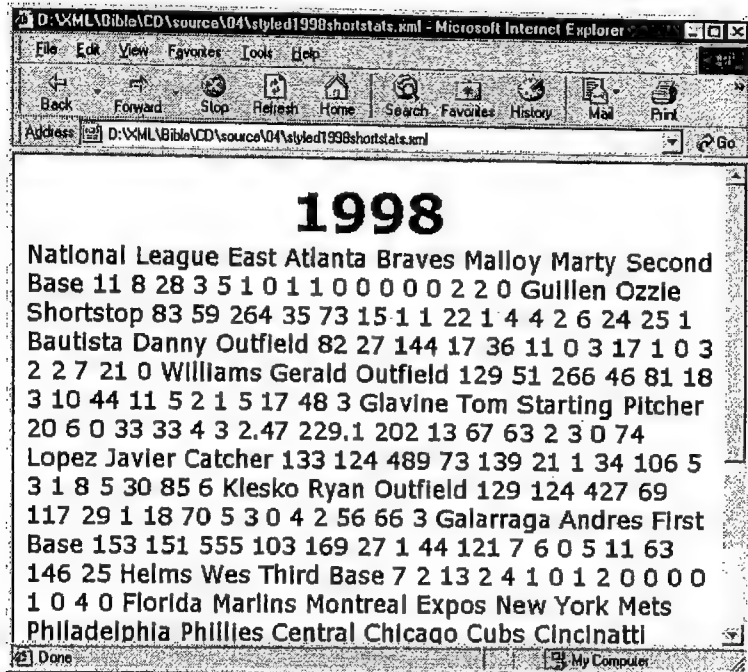 D:\XML\Bible\CD\source\04\styled1998shortstats.xml - Microsoft Internet Explorer
File Edit View Favorites Tools Help
Back Forward Stop Refresh Home Search Favorites History Mail Print
Address D:\XML\Bible\CD\source\04\styled1998shortstats.xml Go
1998
National League East Atlanta Braves Malloy Marty Second
Base 11 8 28 3 5 1 0 1 1 0 0 0 0 0 2 2 0 Guillen Ozzie
Shortstop 83 59 264 35 73 15 1 1 22 1 4 4 2 6 24 25 1
Bautista Danny Outfield 82 27 144 17 36 11 0 3 17 1 0 3
2 2 7 21 0 Williams Gerald Outfield 129 51 266 46 81 18
3 10 44 11 5 2 1 5 17 48 3 Glavine Tom Starting Pitcher
20 6 0 33 33 4 3 2.47 229.1 202 13 67 63 2 3 0 74
Lopez Javier Catcher 133 124 489 73 139 21 1 34 106 5
3 1 8 5 30 85 6 Klesko Ryan Outfield 129 124 427 69
117 29 1 18 70 5 3 0 4 2 56 66 3 Galarraga Andres First
Base 153 151 555 103 169 27 1 44 121 7 6 0 5 11 63
146 25 Helms Wes Third Base 7 2 13 2 4 1 0 1 2 0 0 0 0
1 0 4 0 Florida Marlins Montreal Expos New York Mets
Philadelphia Phillies Central Chicago Cubs Cincinatti
Done My Computer